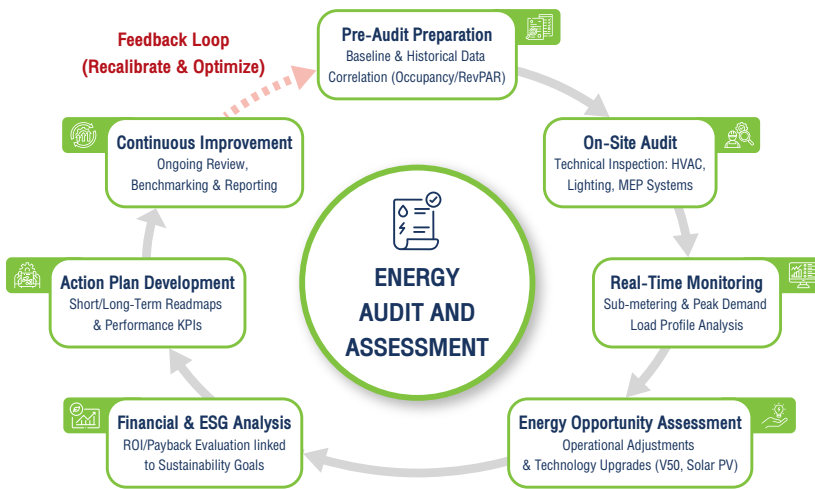 Feedback Loop
(Recalibrate & Optimize)
Pre-Audit Preparation
Baseline & Historical Data
Correlation (Occupancy/RevPAR)
On-Site Audit
Technical Inspection: HVAC,
Lighting, MEP Systems
Real-Time Monitoring
Sub-metering & Peak Demand
Load Profile Analysis
Energy Opportunity Assessment
Operational Adjustments
& Technology Upgrades (V50, Solar PV)
Financial & ESG Analysis
ROI/Payback Evaluation linked
to Sustainability Goals
Action Plan Development
Short/Long-Term Roadmaps
& Performance KPIs
Continuous Improvement
Ongoing Review,
Benchmarking & Reporting
ENERGY
AUDIT AND
ASSESSMENT